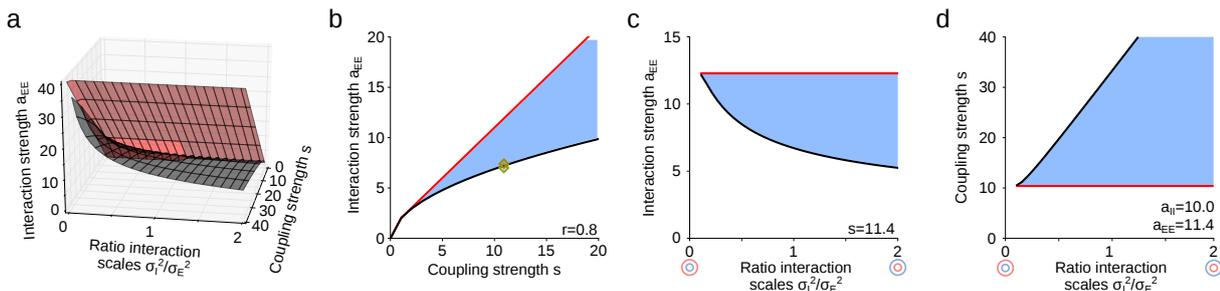 a
b
c
d
Interaction strength aEE
40
30
20
10
0
0
1
2
Ratio interaction
scales σI²/σE²
0
10
20
30
40
Coupling strength s
Interaction strength aEE
20
15
10
5
0
0
5
10
15
20
r=0.8
Coupling strength s
Interaction strength aEE
15
10
5
0
0
1
2
s=11.4
Ratio interaction
scales σI²/σE²
Coupling strength s
40
30
20
10
0
0
1
2
aII=10.0
aEE=11.4
Ratio interaction
scales σI²/σE²